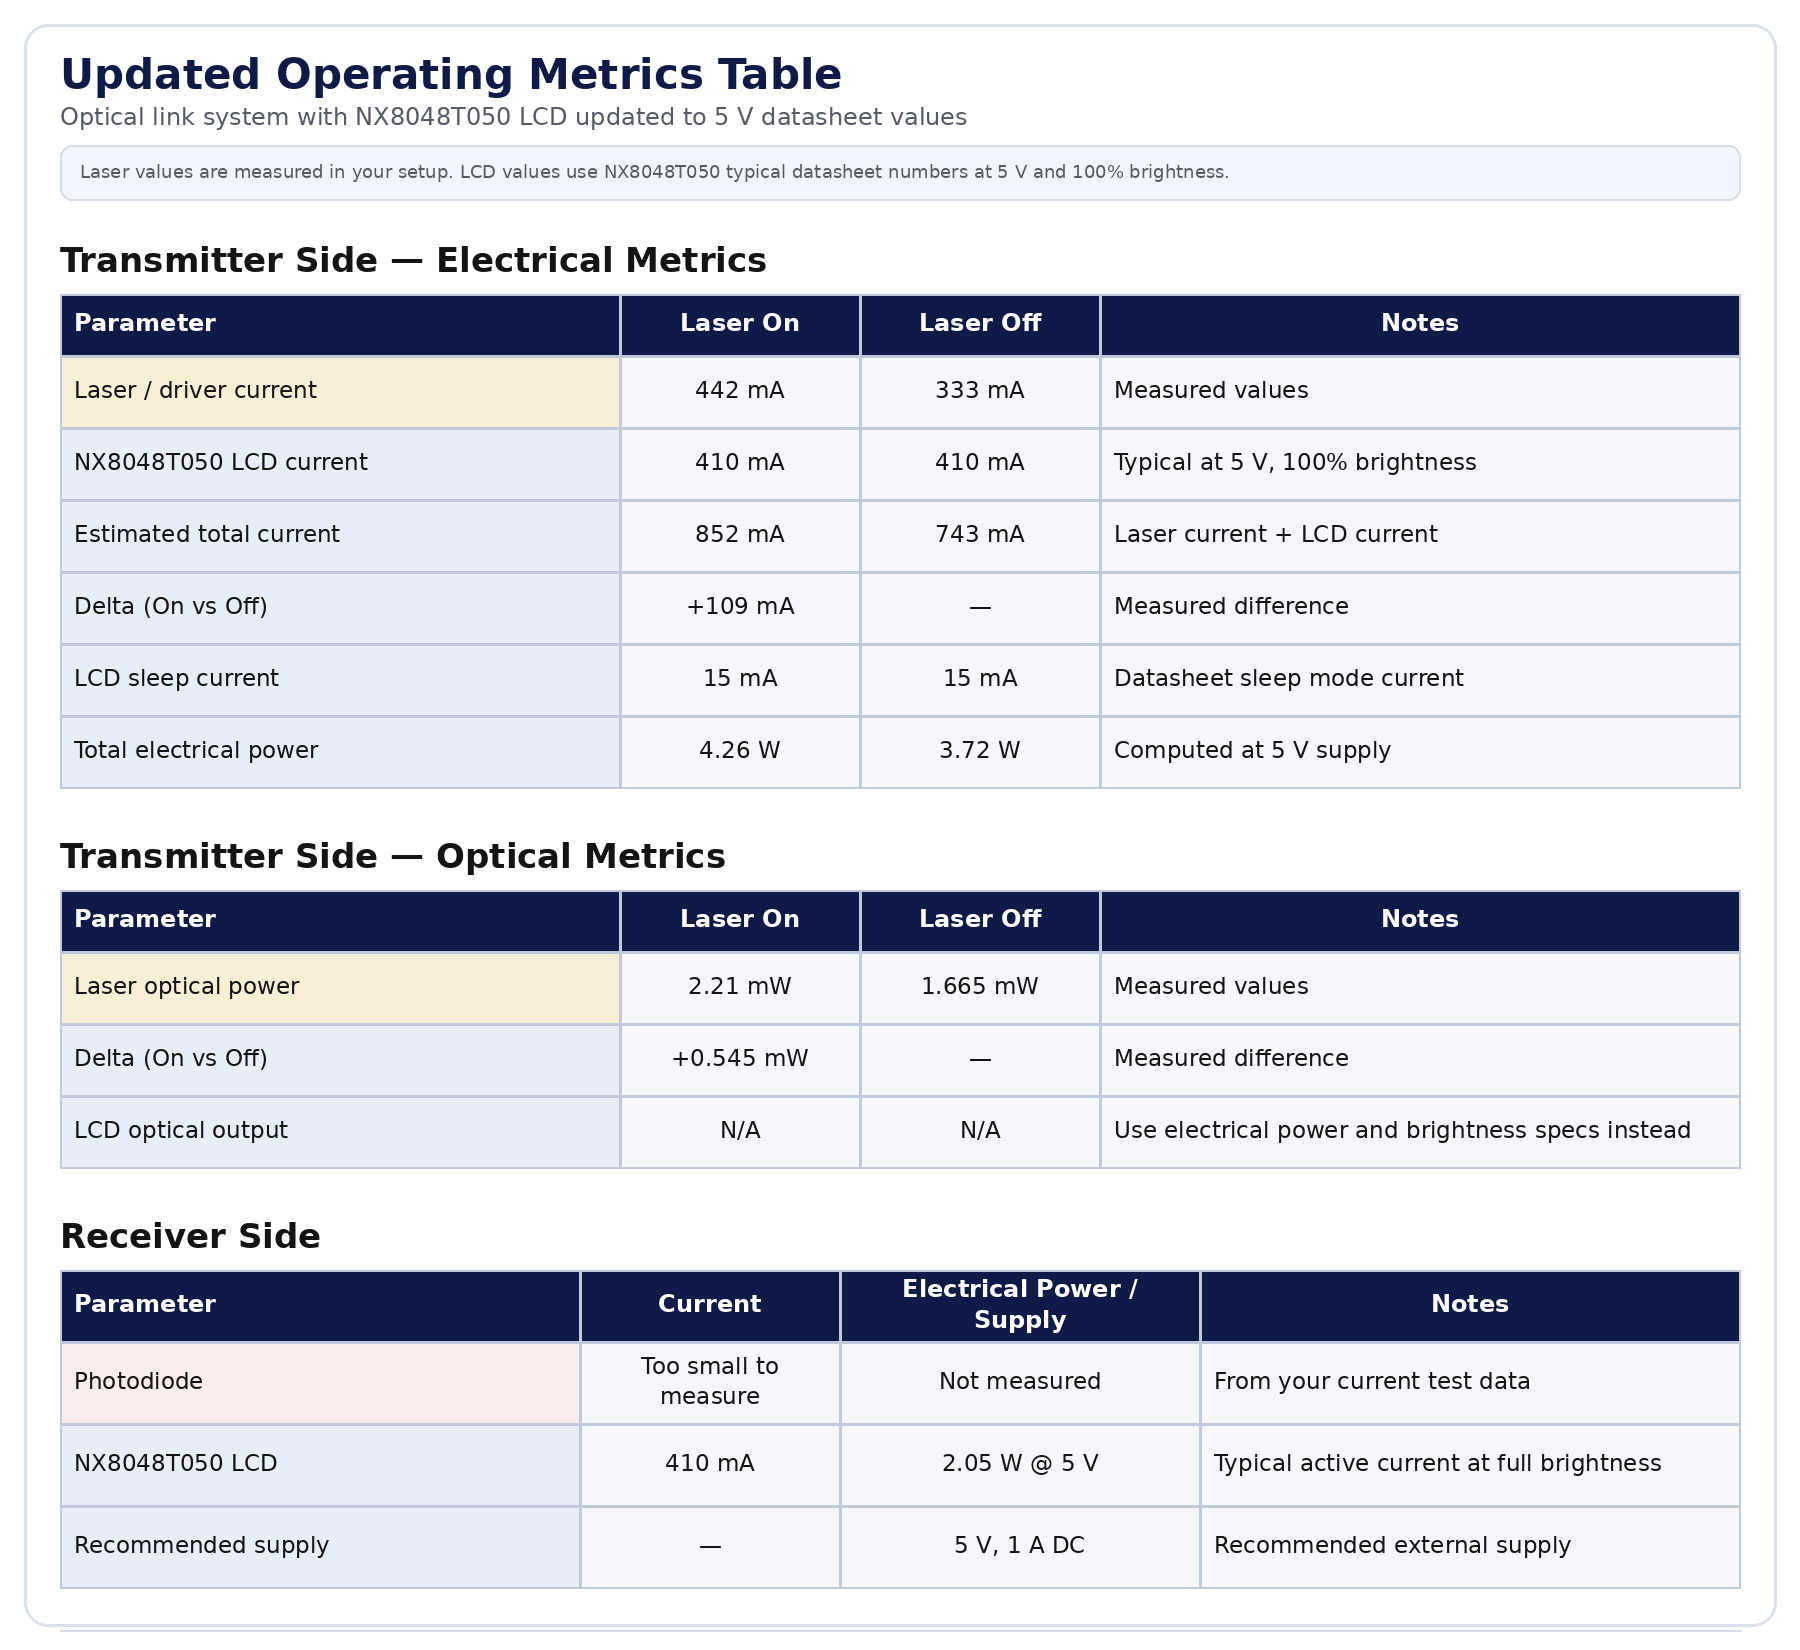 Updated Operating Metrics Table
Optical link system with NX8048T050 LCD updated to 5 V datasheet values
Laser values are measured in your setup. LCD values use NX8048T050 typical datasheet numbers at 5 V and 100% brightness.
Transmitter Side — Electrical Metrics
Parameter Laser On Laser Off Notes
Laser / driver current 442 mA 333 mA Measured values
NX8048T050 LCD current 410 mA 410 mA Typical at 5 V, 100% brightness
Estimated total current 852 mA 743 mA Laser current + LCD current
Delta (On vs Off) +109 mA — Measured difference
LCD sleep current 15 mA 15 mA Datasheet sleep mode current
Total electrical power 4.26 W 3.72 W Computed at 5 V supply
Transmitter Side — Optical Metrics
Parameter Laser On Laser Off Notes
Laser optical power 2.21 mW 1.665 mW Measured values
Delta (On vs Off) +0.545 mW — Measured difference
LCD optical output N/A N/A Use electrical power and brightness specs instead
Receiver Side
Parameter Current Electrical Power /
Supply Notes
Photodiode Too small to
measure Not measured From your current test data
NX8048T050 LCD 410 mA 2.05 W @ 5 V Typical active current at full brightness
Recommended supply — 5 V, 1 A DC Recommended external supply